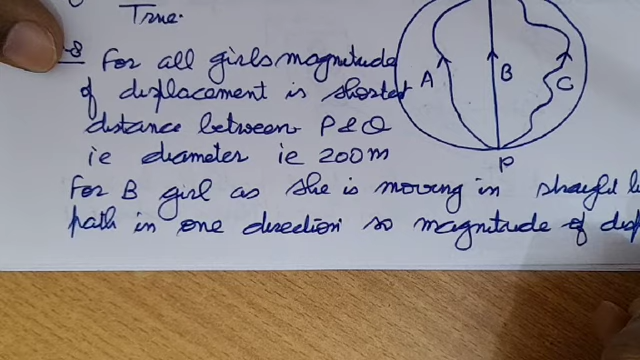 True.
-8 For all girls magnitude
of displacement is shortest
distance between P & Q
ie diameter ie 200m
A B C
P
For B girl as she is moving in straight
path in one direction so magnitude of